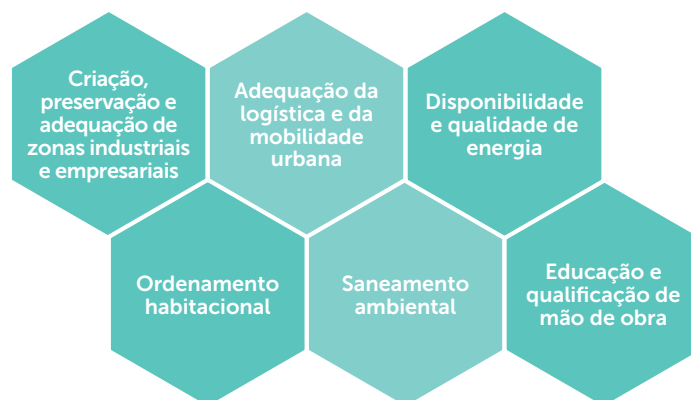 Criação,
preservação e
adequação de
zonas industriais
e empresariais
Adequação da
logística e da
mobilidade
urbana
Disponibilidade
e qualidade de
energia
Ordenamento
habitacional
Saneamento
ambiental
Educação e
qualificação de
mão de obra